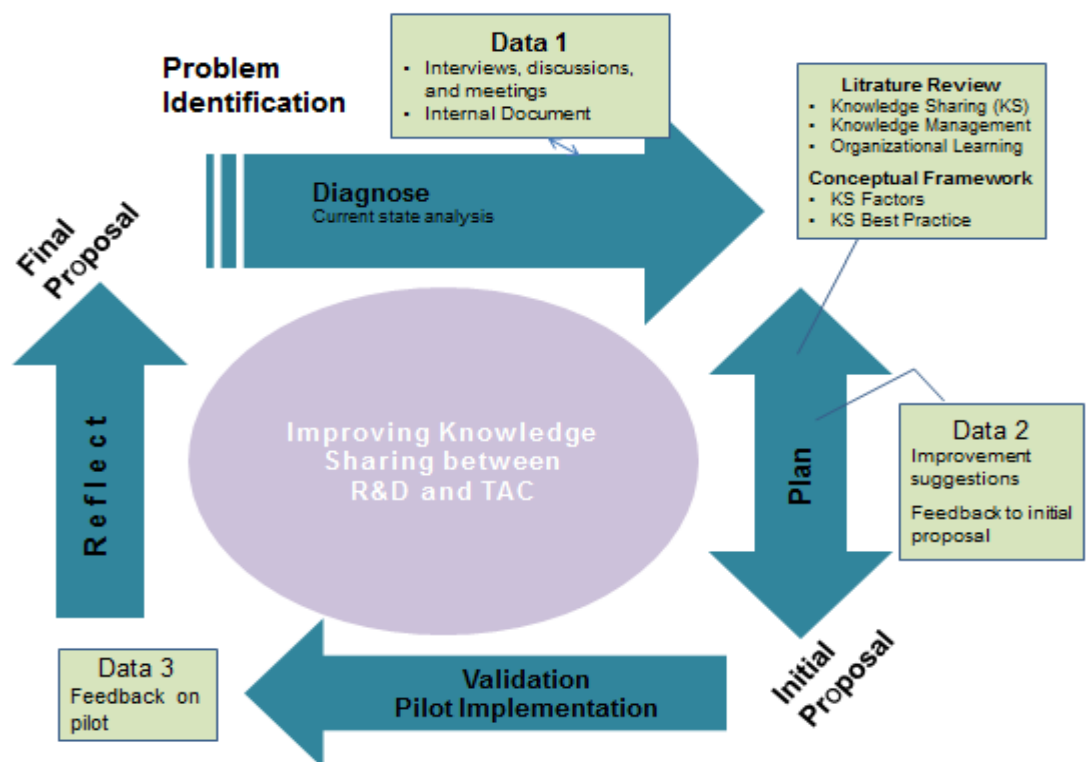 Problem
Identification
Data 1
• Interviews, discussions,
and meetings
• Internal Document
Litrature Review
• Knowledge Sharing (KS)
• Knowledge Management
• Organizational Learning
Conceptual Framework
• KS Factors
• KS Best Practice
Diagnose
Current state analysis
Final
Proposal
Improving Knowledge
Sharing between
R&D and TAC
Reflect
Plan
Data 2
Improvement
suggestions
Feedback to initial
proposal
Initial
Proposal
Validation
Pilot Implementation
Data 3
Feedback on
pilot